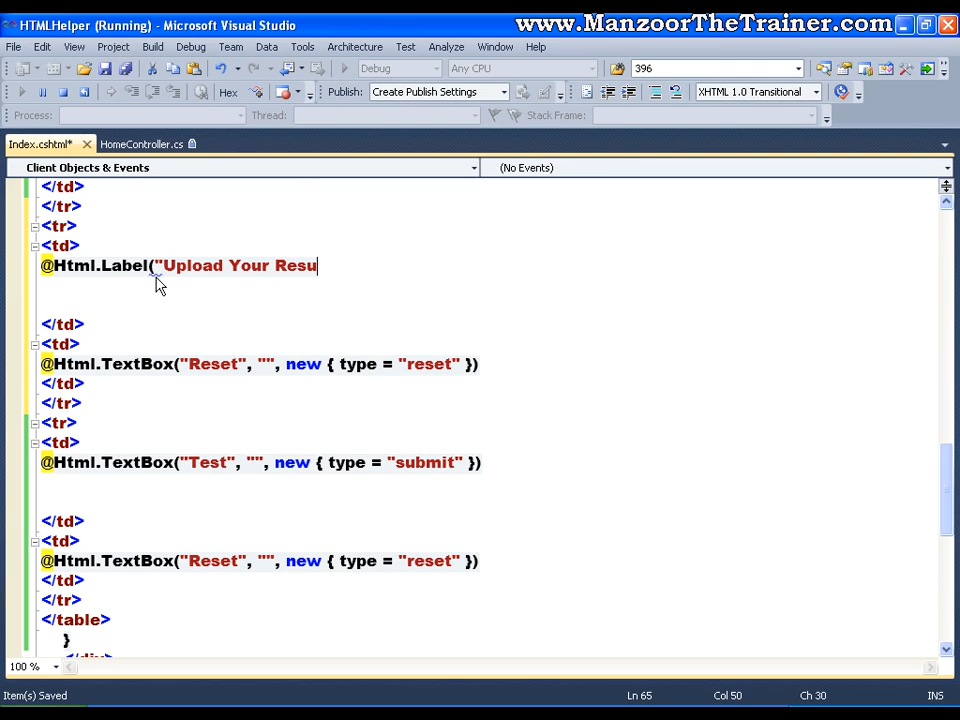 HTMLHelper (Running) - Microsoft Visual Studio
www.ManzoorTheTrainer.com
File Edit View Project Build Debug Team Data Tools Architecture Test Analyze Window Help
Debug Any CPU 396
Hex Publish: Create Publish Settings XHTML 1.0 Transitional
Process: Thread: Stack Frame:
Index.cshtml* HomeController.cs
Client Objects & Events (No Events)
</td>
</tr>
<tr>
<td>
@Html.Label("Upload Your Resu
</td>
<td>
@Html.TextBox("Reset", "", new { type = "reset" })
</td>
</tr>
<tr>
<td>
@Html.TextBox("Test", "", new { type = "submit" })
</td>
<td>
@Html.TextBox("Reset", "", new { type = "reset" })
</td>
</tr>
</table>
}
</div>
100 %
Item(s) Saved Ln 65 Col 50 Ch 30 INS